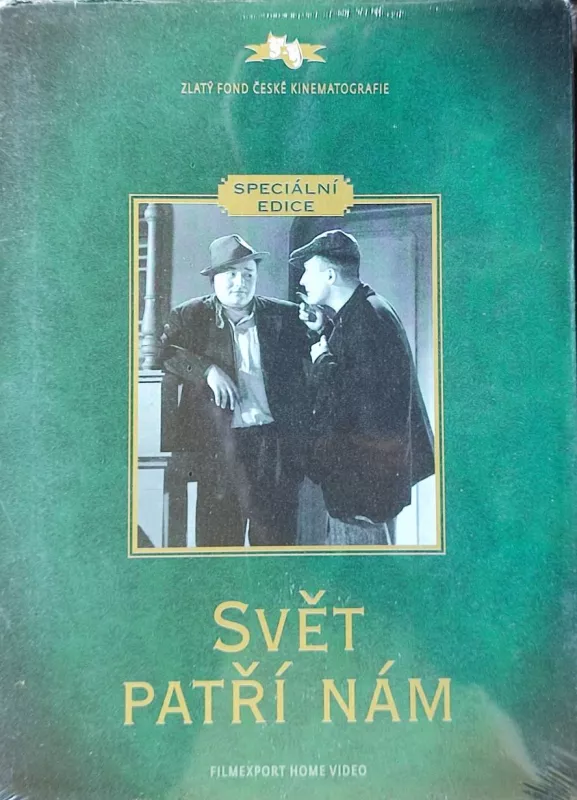 ZLATÝ FOND ČESKÉ KINEMATOGRAFIE
SPECIÁLNÍ
EDICE
SVĚT
PATŘÍ NÁM
FILMEXPORT HOME VIDEO